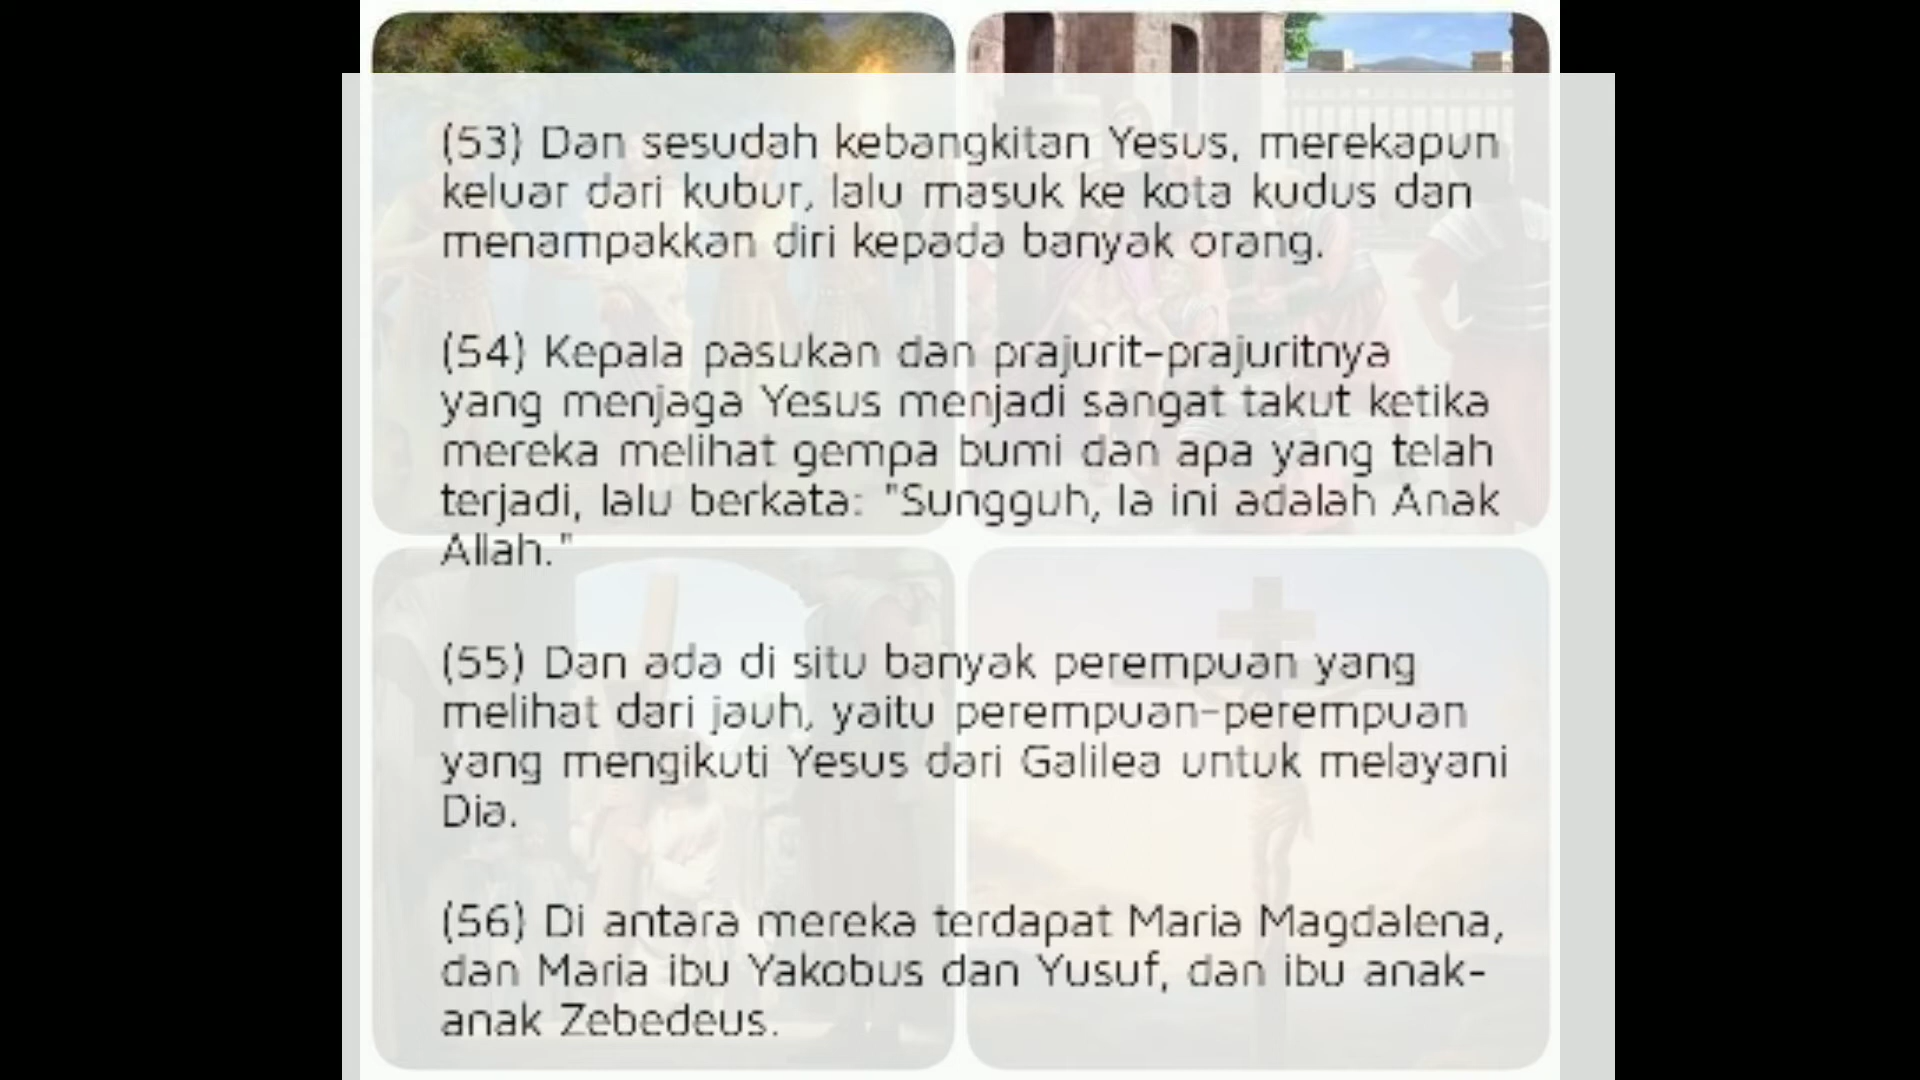 (53) Dan sesudah kebangkitan Yesus, merekapun
keluar dari kubur, lalu masuk ke kota kudus dan
menampakkan diri kepada banyak orang.
(54) Kepala pasukan dan prajurit-prajuritnya
yang menjaga Yesus menjadi sangat takut ketika
mereka melihat gempa bumi dan apa yang telah
terjadi, lalu berkata: "Sungguh, Ia ini adalah Anak
Allah."
(55) Dan ada di situ banyak perempuan yang
melihat dari jauh, yaitu perempuan-perempuan
yang mengikuti Yesus dari Galilea untuk melayani
Dia.
(56) Di antara mereka terdapat Maria Magdalena,
dan Maria ibu Yakobus dan Yusuf, dan ibu anak-
anak Zebedeus.